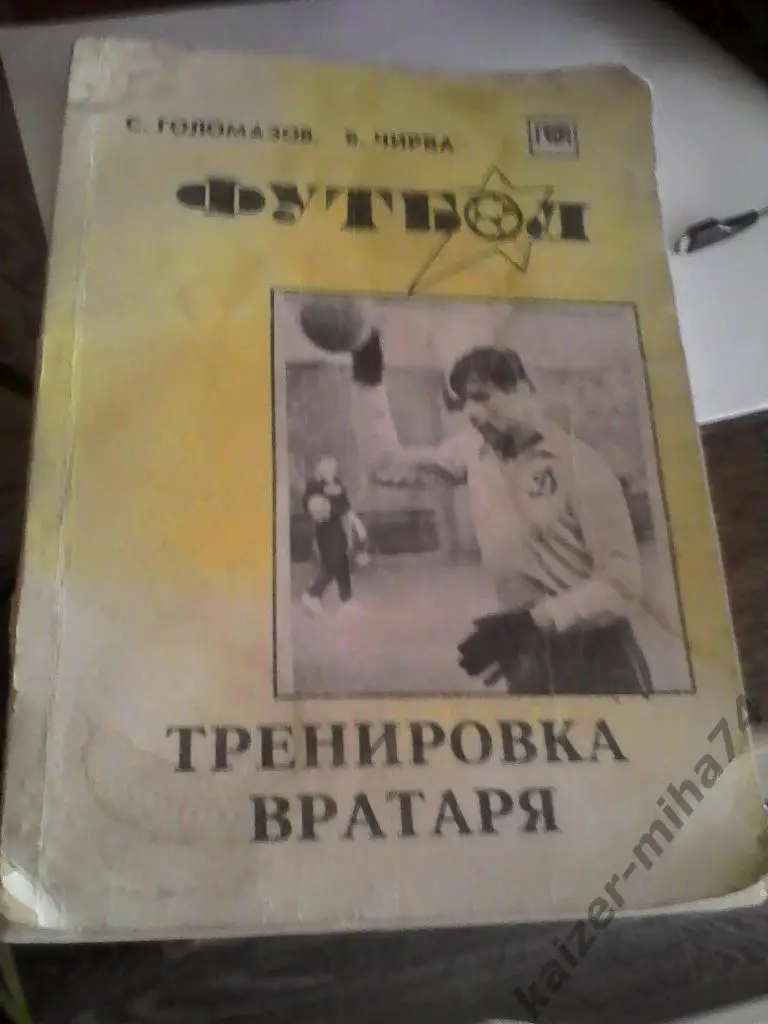 С. ГОЛОМАЗОВ, Б. ЧИРВА
ФУТБОЛ
Д
ТРЕНИРОВКА
ВРАТАРЯ
kaizer-miha74